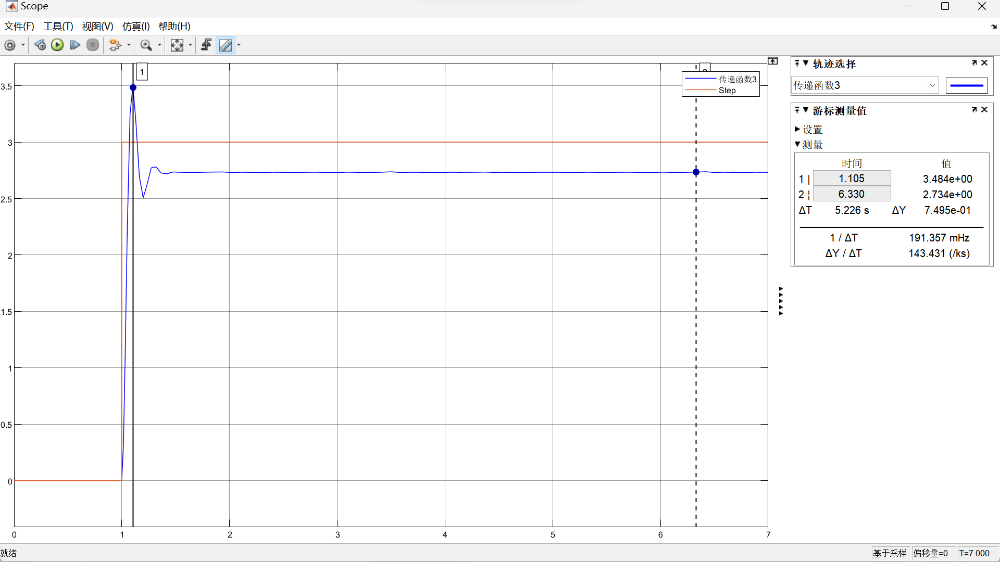 Scope
文件(F) 工具(T) 视图(V) 仿真(I) 帮助(H)
1
传递函数3
Step
3.5
3
2.5
2
1.5
1
0.5
0
0 1 2 3 4 5 6 7
轨迹选择
传递函数3
游标测量值
设置
测量
时间 值
1 | 1.105 3.484e+00
2 ¦ 6.330 2.734e+00
ΔT 5.226 s ΔY 7.495e-01
1 / ΔT 191.357 mHz
ΔY / ΔT 143.431 (/ks)
就绪 基于采样 偏移量=0 T=7.000